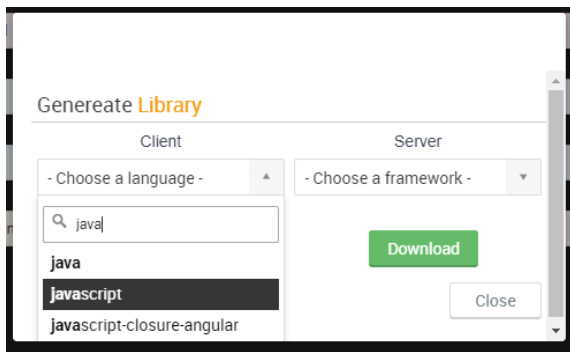 Genereate Library
Client
Server
- Choose a language -
- Choose a framework -
java
java
javascript
javascript-closure-angular
Download
Close